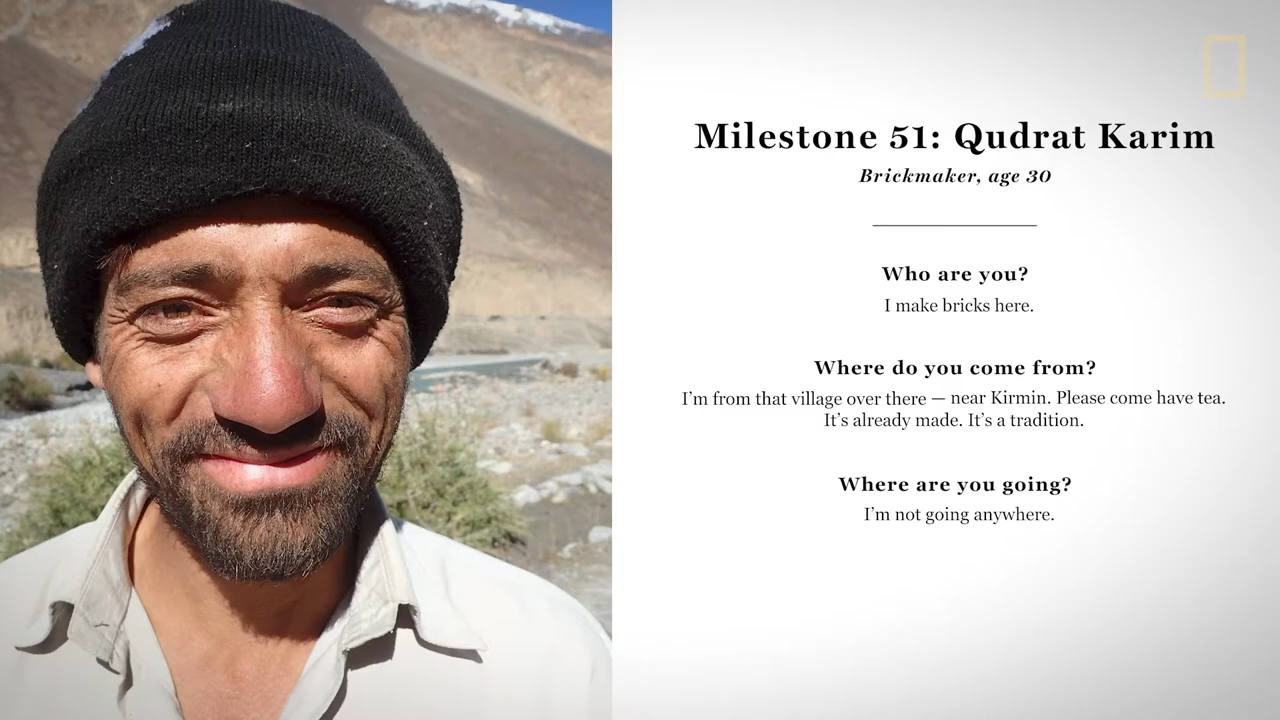 Milestone 51: Qudrat Karim
Brickmaker, age 30
Who are you?
I make bricks here.
Where do you come from?
I'm from that village over there — near Kirmin. Please come have tea.
It's already made. It's a tradition.
Where are you going?
I'm not going anywhere.